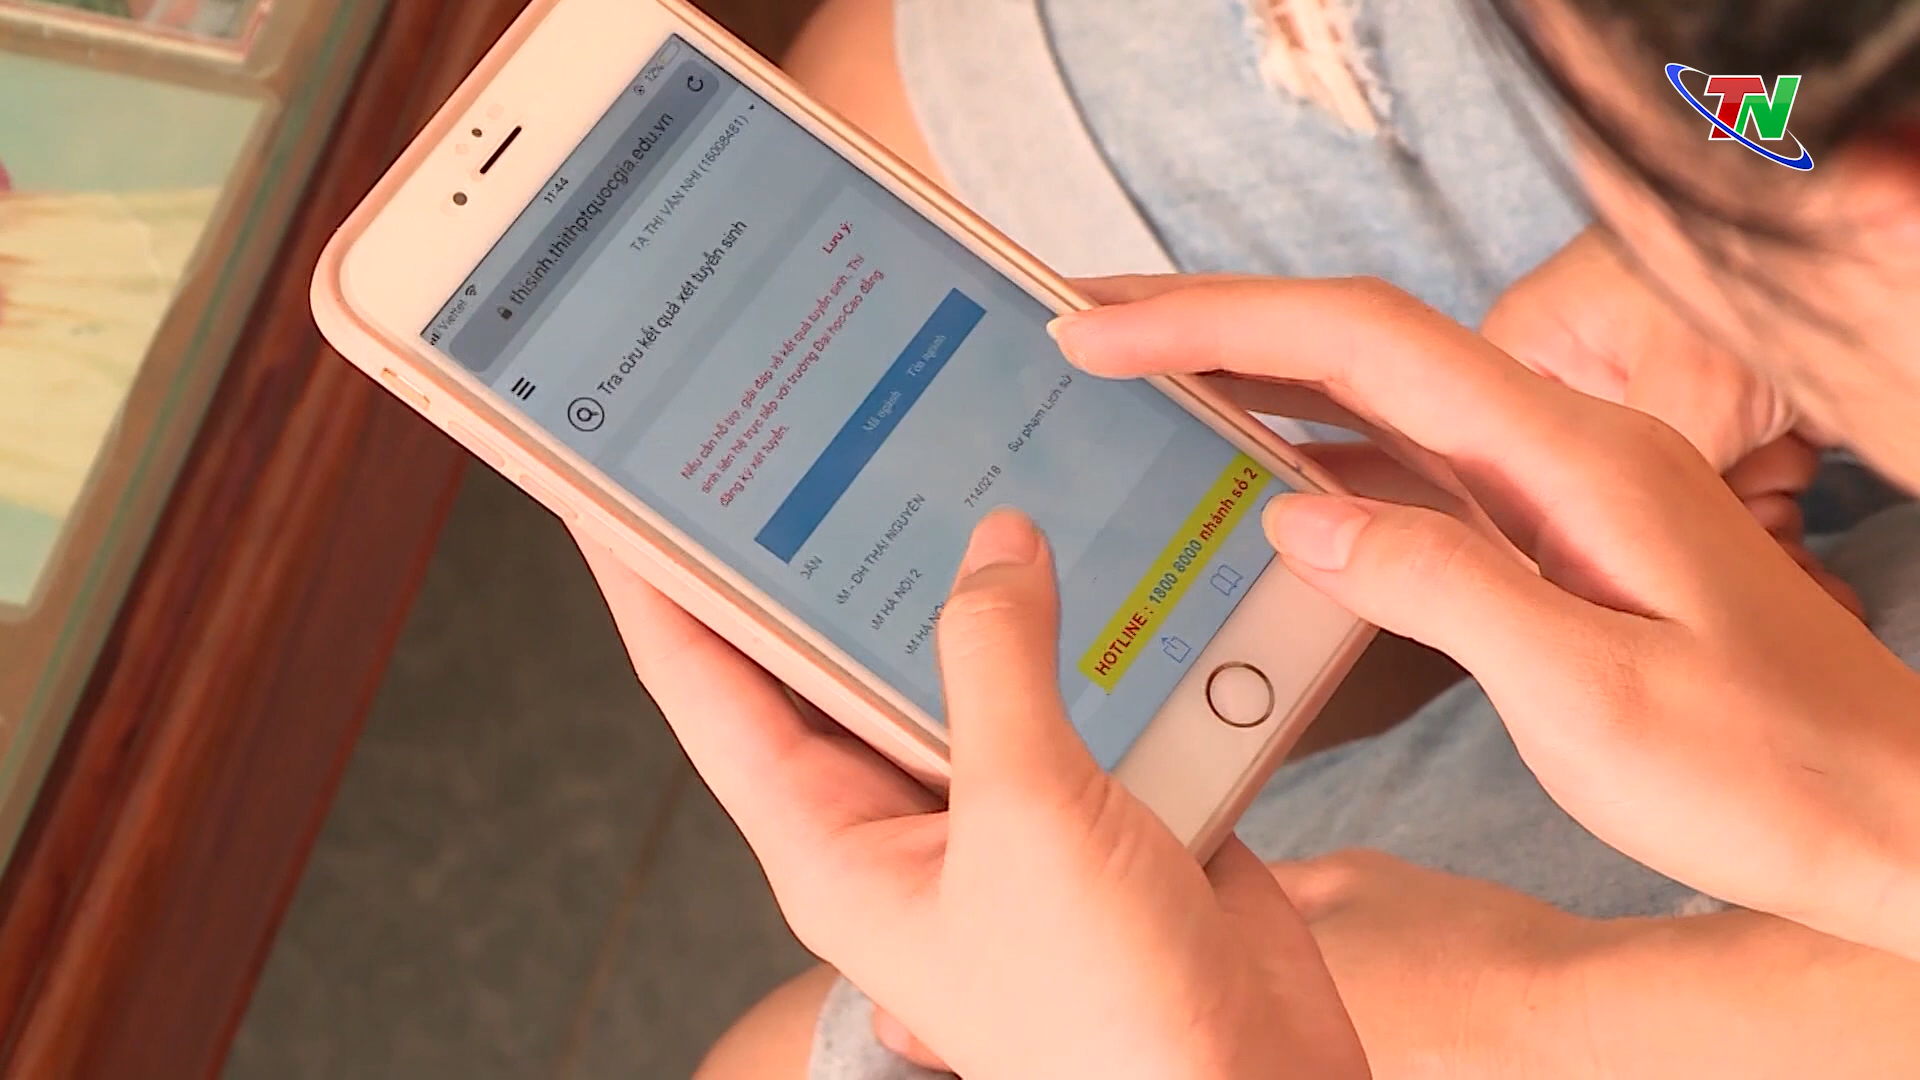 TN
Viettel
11:44
12%
thisinh.thithptquocgia.edu.vn
TẠ THỊ VÂN NHI (16008481)
Tra cứu kết quả xét tuyển sinh
Lưu ý:
Nếu cần hỗ trợ, giải đáp về kết quả tuyển sinh, Thí
sinh liên hệ trực tiếp với trường Đại học-Cao đẳng
đăng ký xét tuyển.
Mã ngành Tên ngành
M - ĐH THÁI NGUYÊN 7140218 Sư phạm Lịch sử
M HÀ NỘI 2
M HÀ
HOTLINE : 1800 8000 nhánh số 2